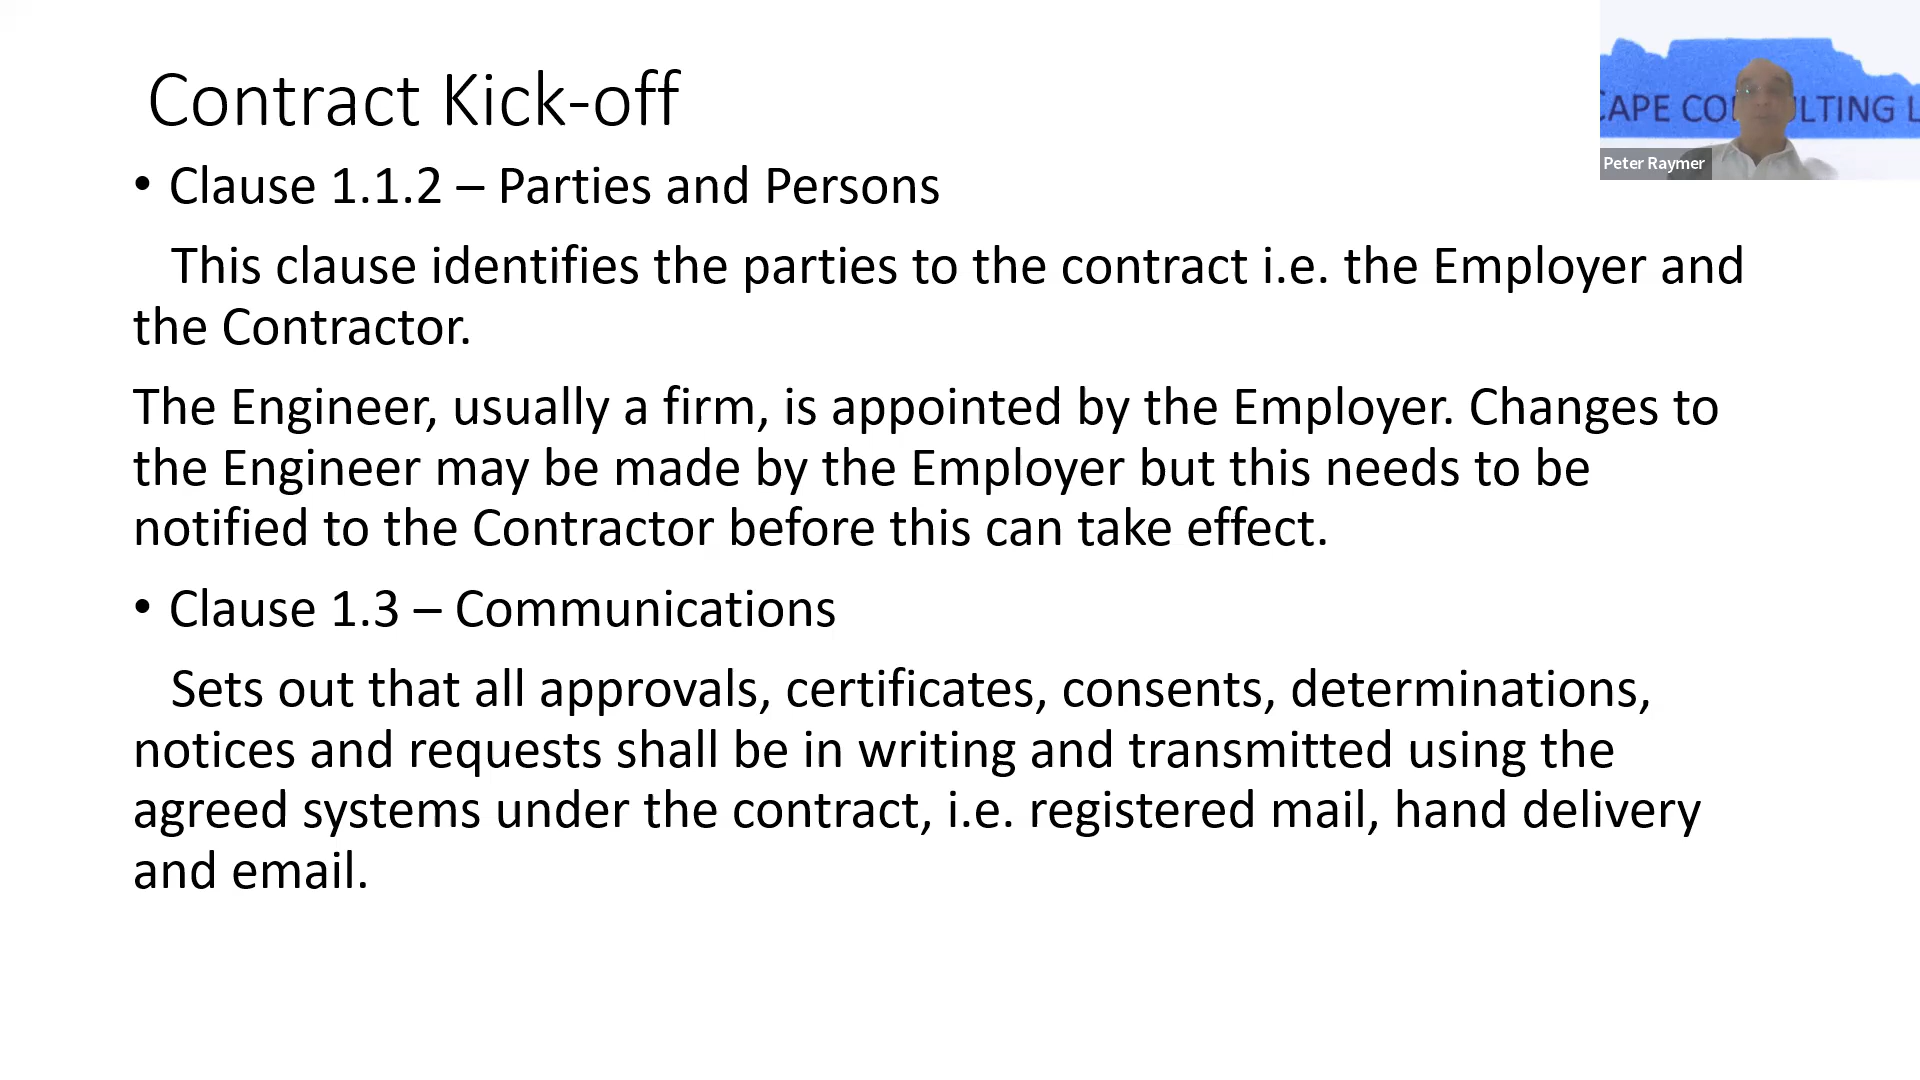 Contract Kick-off
• Clause 1.1.2 – Parties and Persons
This clause identifies the parties to the contract i.e. the Employer and
the Contractor.
The Engineer, usually a firm, is appointed by the Employer. Changes to
the Engineer may be made by the Employer but this needs to be
notified to the Contractor before this can take effect.
• Clause 1.3 – Communications
Sets out that all approvals, certificates, consents, determinations,
notices and requests shall be in writing and transmitted using the
agreed systems under the contract, i.e. registered mail, hand delivery
and email.
CAPE CO LTING L
Peter Raymer